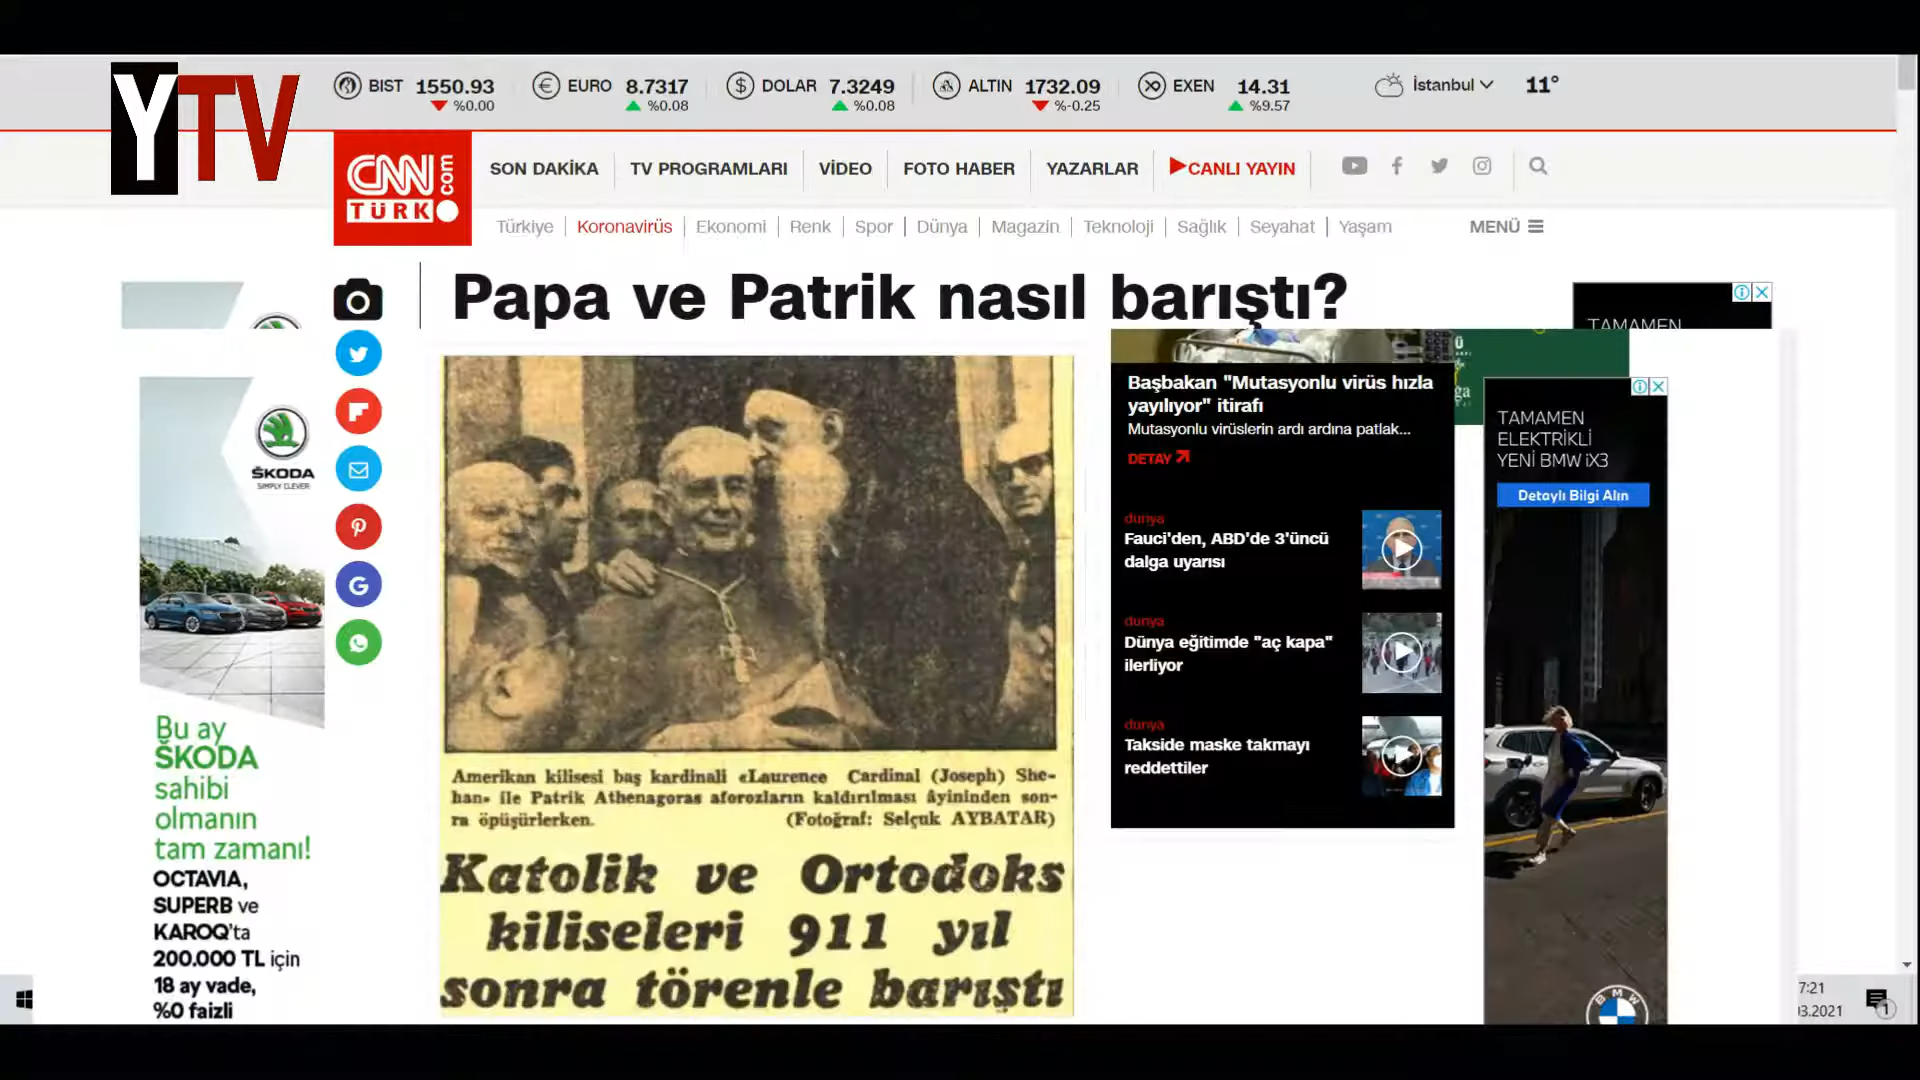 YTV
BIST 1550.93 %0.00
EURO 8.7317 %0.08
DOLAR 7.3249 %0.08
ALTIN 1732.09 %-0.25
EXEN 14.31 %9.57
İstanbul 11°
CNN TÜRK .com
SON DAKİKA TV PROGRAMLARI VİDEO FOTO HABER YAZARLAR CANLI YAYIN
Türkiye Koronavirüs Ekonomi Renk Spor Dünya Magazin Teknoloji Sağlık Seyahat Yaşam MENÜ
Papa ve Patrik nasıl barıştı?
Amerikan kilisesi baş kardinali «Laurence Cardinal (Joseph) She-
han» ile Patrik Athenagoras aforozların kaldırılması âyininden son-
ra öpüşürlerken. (Fotoğraf: Selçuk AYBATAR)
Katolik ve Ortodoks
kiliseleri 911 yıl
sonra törenle barıştı
Başbakan "Mutasyonlu virüs hızla
yayılıyor" itirafı
Mutasyonlu virüslerin ardı ardına patlak...
DETAY
dunya
Fauci'den, ABD'de 3'üncü
dalga uyarısı
dunya
Dünya eğitimde "aç kapa"
ilerliyor
dunya
Takside maske takmayı
reddettiler
ŠKODA
SIMPLY CLEVER
Bu ay
ŠKODA
sahibi
olmanın
tam zamanı!
OCTAVIA,
SUPERB ve
KAROQ'ta
200.000 TL için
18 ay vade,
%0 faizli
TAMAMEN
TAMAMEN
ELEKTRİKLİ
YENİ BMW iX3
Detaylı Bilgi Alın
BMW
7:21
03.2021
1